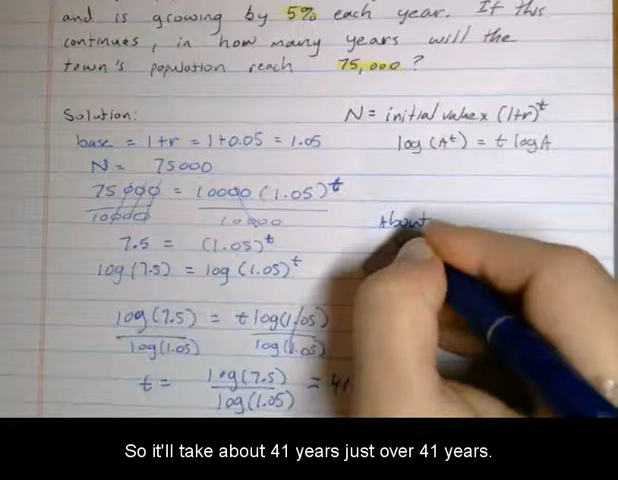 and is growing by 5% each year. If this
continues, in how many years will the
town's population reach 75,000?
Solution:
N = initial value x (1+r)^t
base = 1+r = 1+0.05 = 1.05
log(A^t) = t log A
N = 75000
75000 = 10000 (1.05)^t
10000 10000
About
7.5 = (1.05)^t
log(7.5) = log(1.05)^t
log(7.5) = t log(1.05)
log(1.05) log(1.05)
t = log(7.5) = 41
log(1.05)
So it'll take about 41 years just over 41 years.